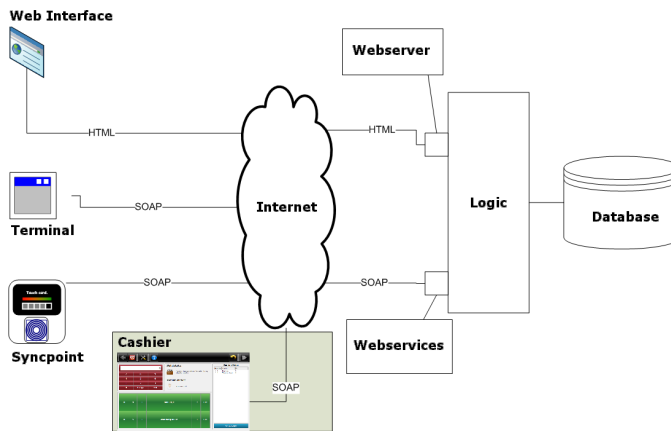 Web Interface
Webserver
HTML
HTML
Internet
Logic
Database
SOAP
Terminal
SOAP
SOAP
Touch card.
Syncpoint
Webservices
Cashier
SOAP